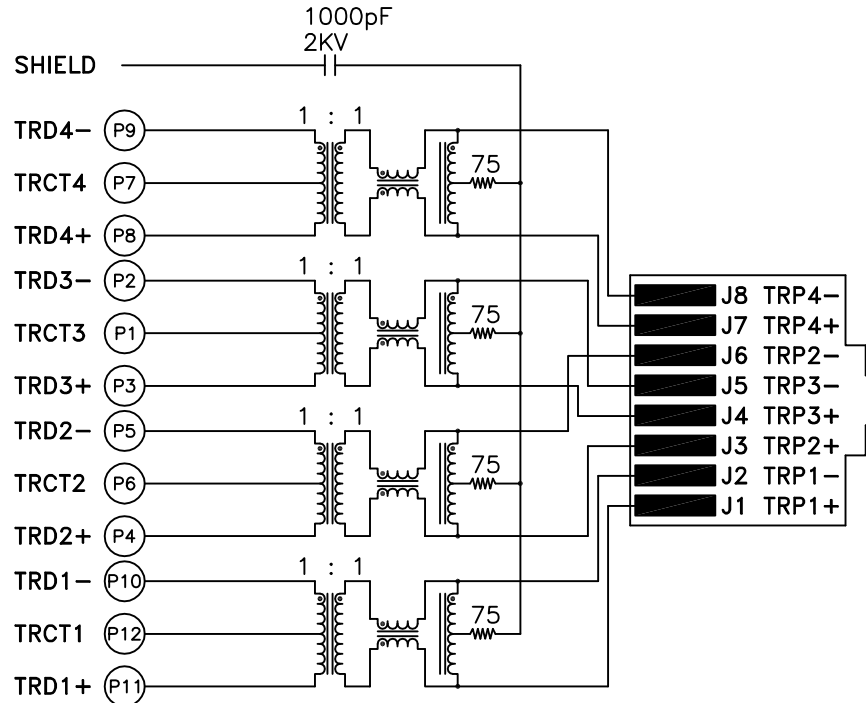 1000pF
2KV
SHIELD
1 : 1
TRD4- P9
75
TRCT4 P7
TRD4+ P8
1 : 1
TRD3- P2
75
TRCT3 P1
TRD3+ P3
1 : 1
TRD2- P5
75
TRCT2 P6
TRD2+ P4
1 : 1
TRD1- P10
75
TRCT1 P12
TRD1+ P11
J8 TRP4-
J7 TRP4+
J6 TRP2-
J5 TRP3-
J4 TRP3+
J3 TRP2+
J2 TRP1-
J1 TRP1+